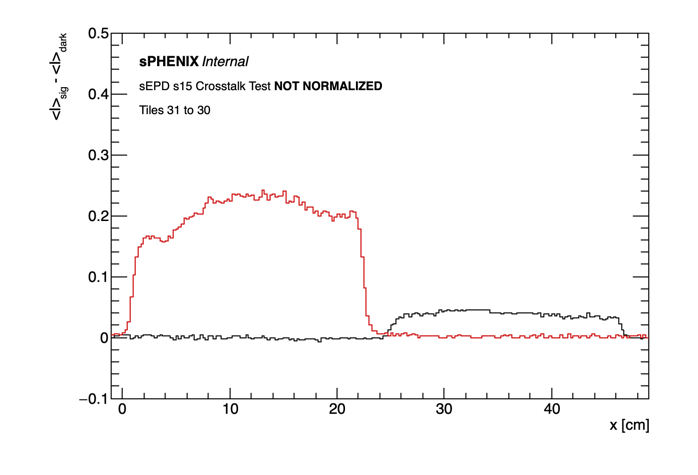 0.5
<I>sig - <I>dark
sPHENIX Internal
sEPD s15 Crosstalk Test NOT NORMALIZED
0.4
Tiles 31 to 30
0.3
0.2
0.1
0
−0.1
0 10 20 30 40
x [cm]